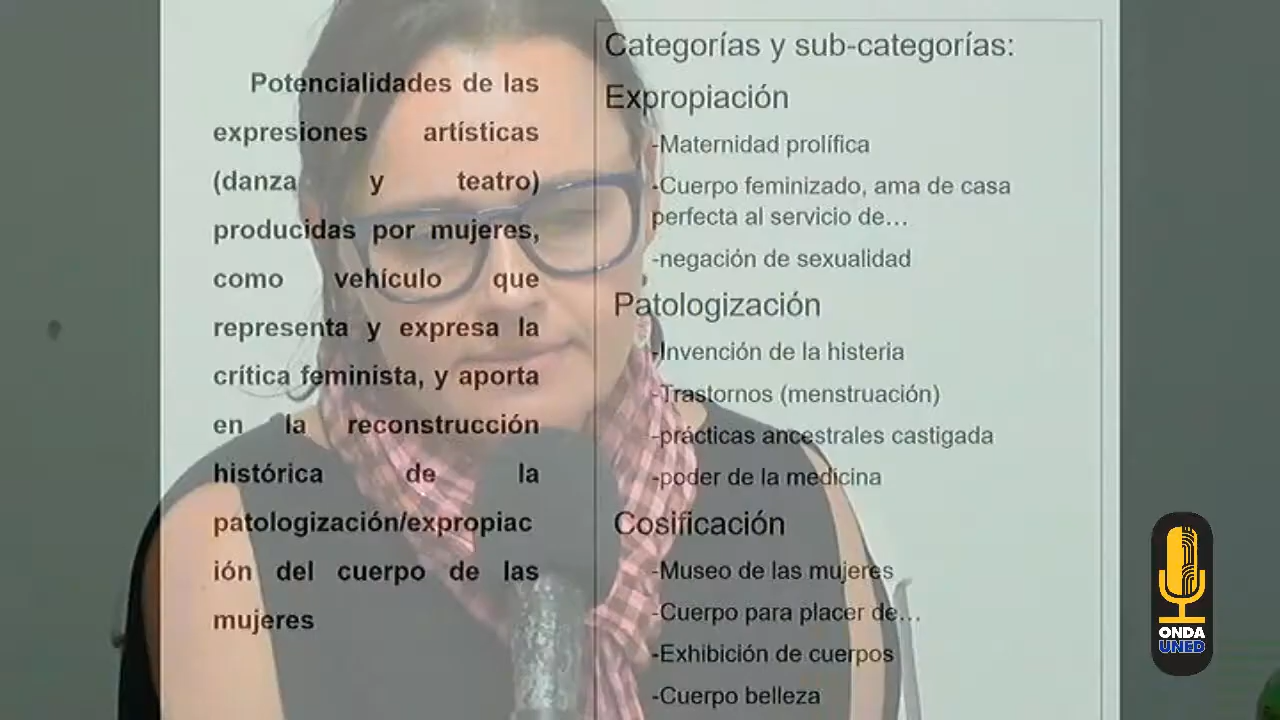 Potencialidades de las
expresiones artísticas
(danza y teatro)
producidas por mujeres,
como vehículo que
representa y expresa la
crítica feminista, y aporta
en la reconstrucción
histórica de la
patologización/expropiac
ión del cuerpo de las
mujeres
Categorías y sub-categorías:
Expropiación
-Maternidad prolífica
-Cuerpo feminizado, ama de casa
perfecta al servicio de…
-negación de sexualidad
Patologización
-Invención de la histeria
-Trastornos (menstruación)
-prácticas ancestrales castigada
-poder de la medicina
Cosificación
-Museo de las mujeres
-Cuerpo para placer de…
-Exhibición de cuerpos
-Cuerpo belleza
ONDA
UNED